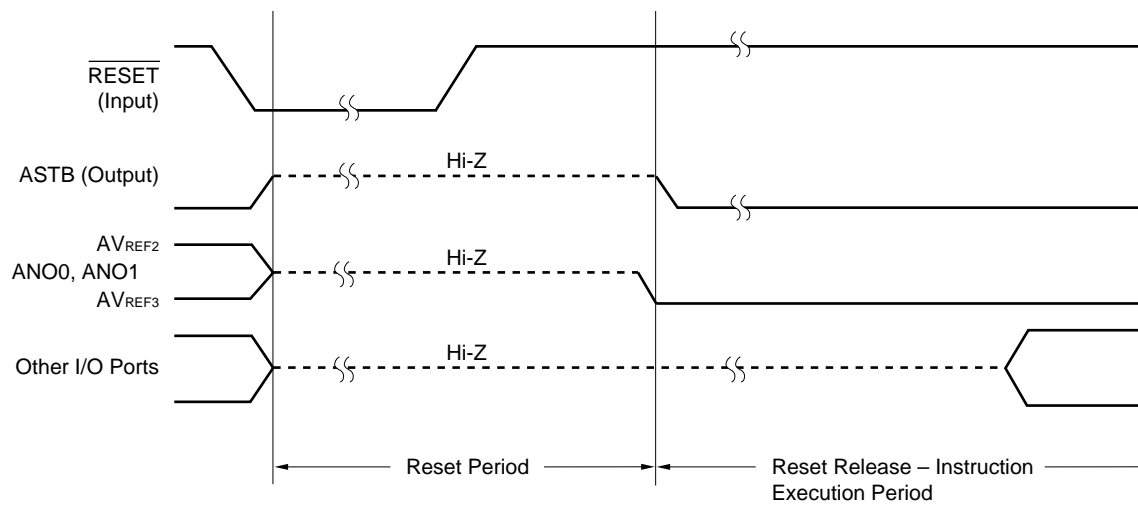 RESET
(Input)
ASTB (Output)
Hi-Z
AVREF2
ANO0, ANO1
AVREF3
Hi-Z
Other I/O Ports
Hi-Z
Reset Period
Reset Release – Instruction
Execution Period